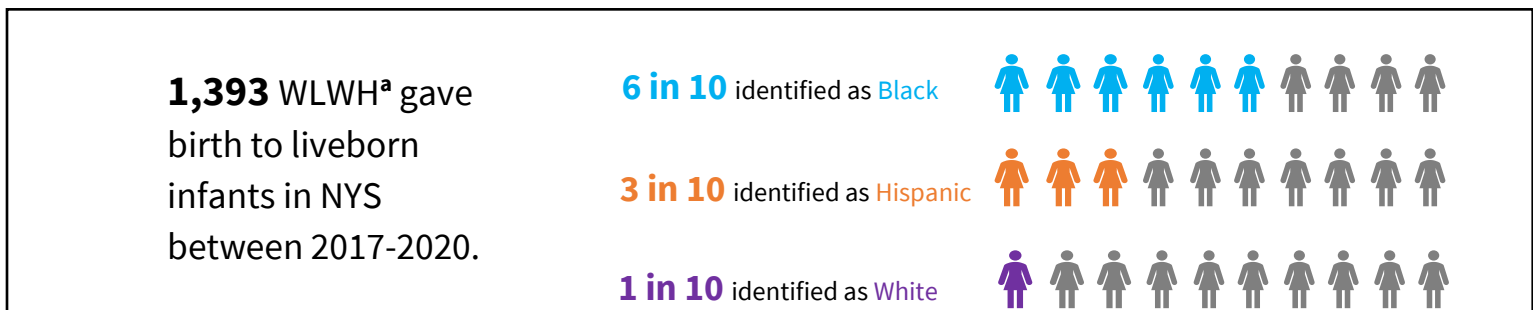 1,393 WLWHᵃ gave
birth to liveborn
infants in NYS
between 2017-2020.
6 in 10 identified as Black
3 in 10 identified as Hispanic
1 in 10 identified as White